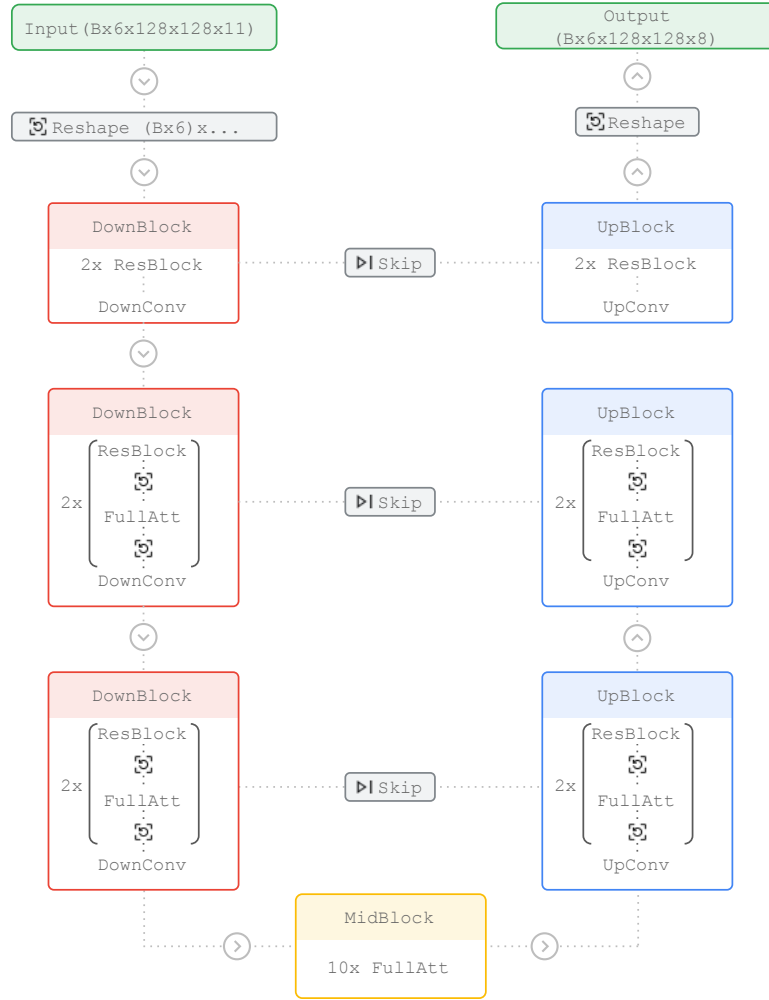 Input(Bx6x128x128x11)
Output
(Bx6x128x128x8)
Reshape (Bx6)x...
Reshape
DownBlock
2x ResBlock
DownConv
Skip
UpBlock
2x ResBlock
UpConv
DownBlock
ResBlock
2x
FullAtt
DownConv
Skip
UpBlock
ResBlock
2x
FullAtt
UpConv
DownBlock
ResBlock
2x
FullAtt
DownConv
Skip
UpBlock
ResBlock
2x
FullAtt
UpConv
MidBlock
10x FullAtt